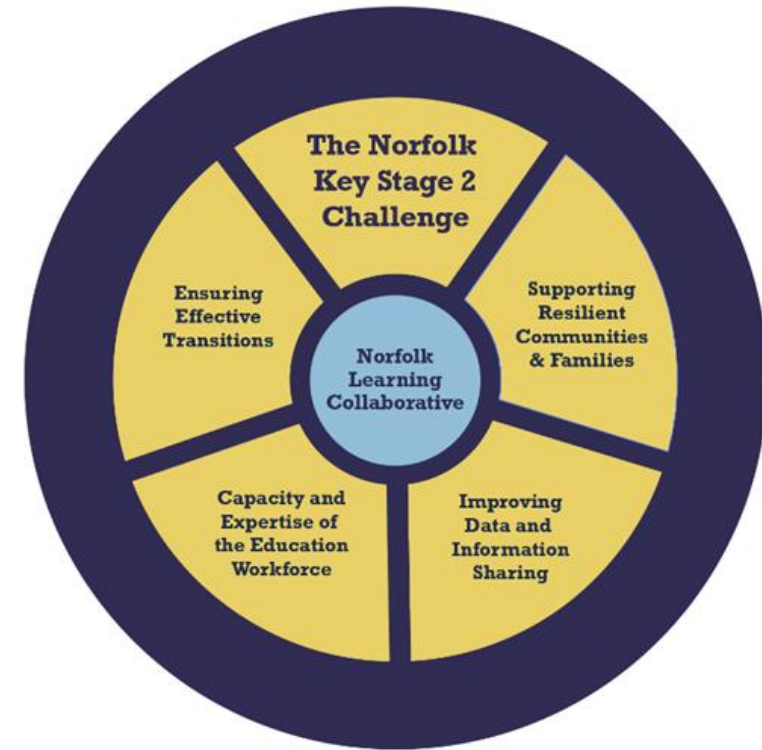 The Norfolk
Key Stage 2
Challenge
Supporting
Resilient
Communities
& Families
Improving
Data and
Information
Sharing
Capacity and
Expertise of
the Education
Workforce
Ensuring
Effective
Transitions
Norfolk
Learning
Collaborative